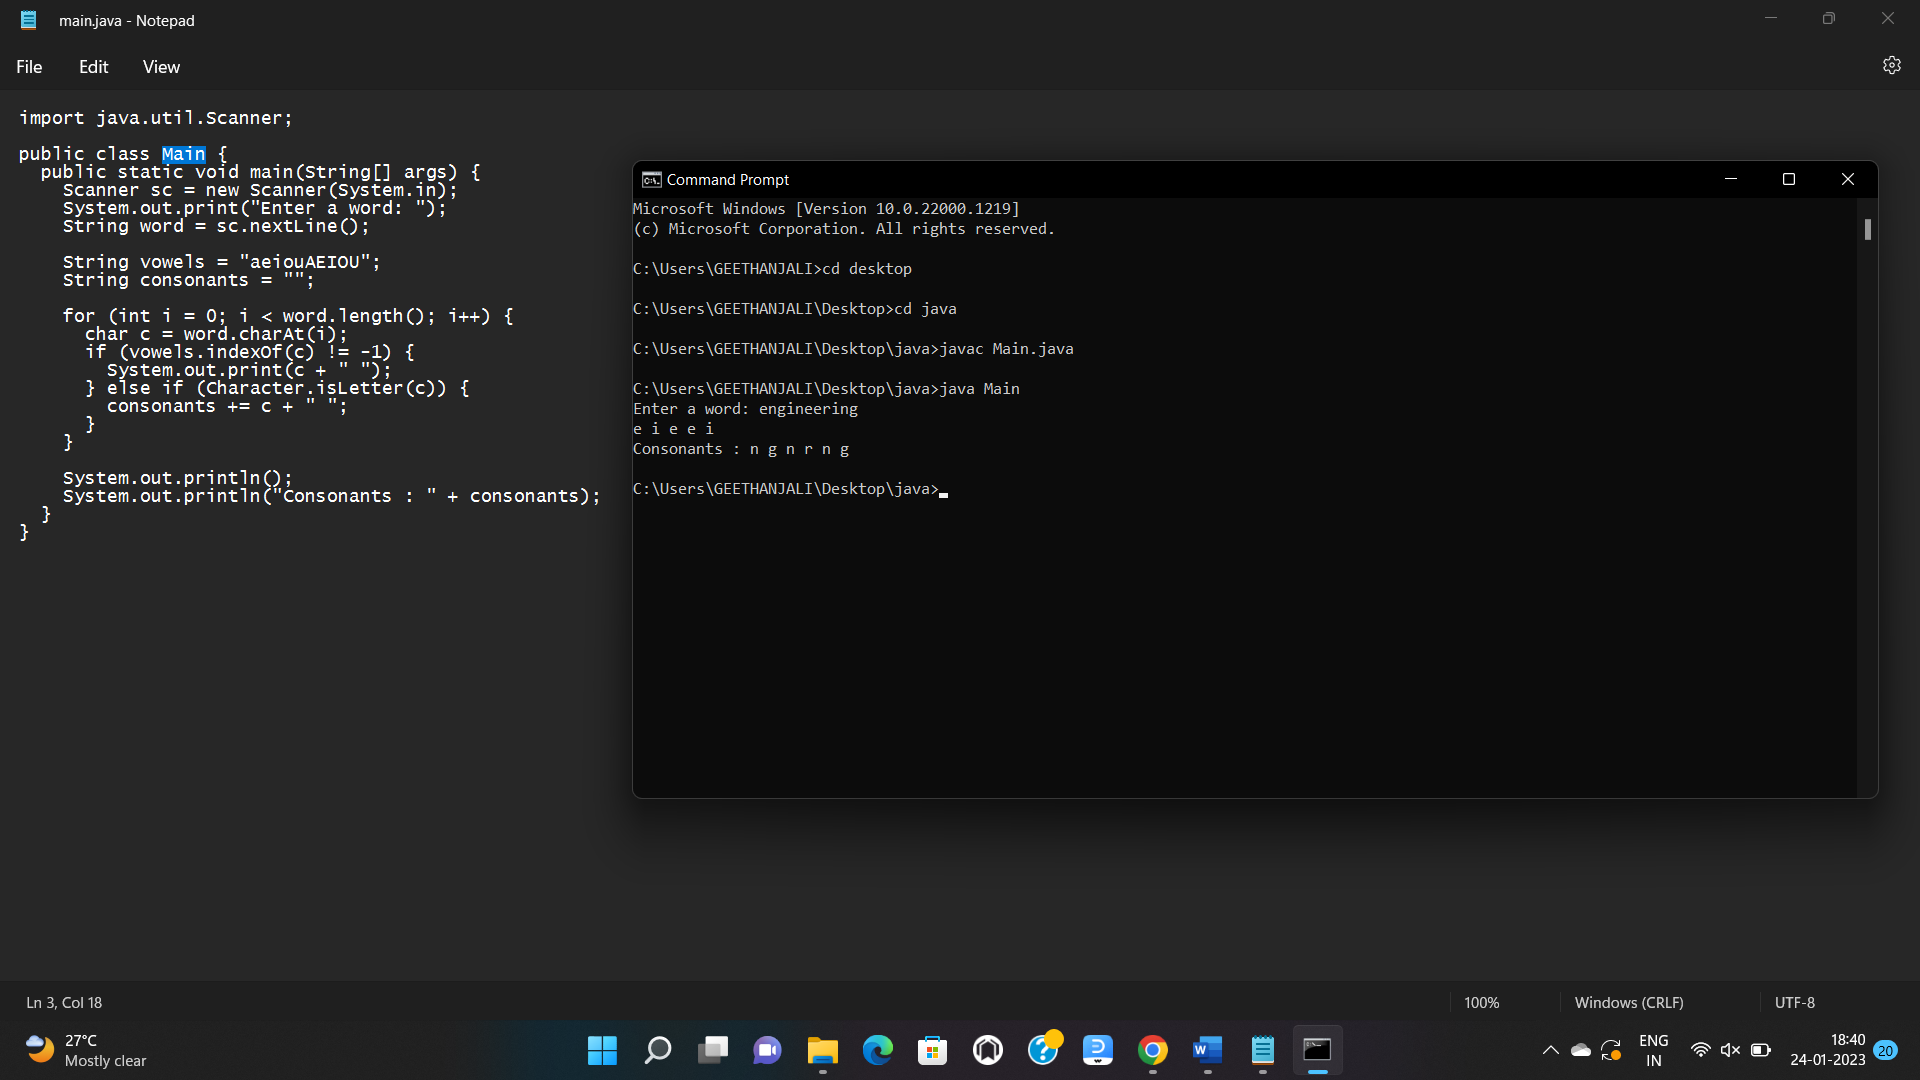 main.java - Notepad
File Edit View
import java.util.Scanner;
public class Main {
public static void main(String[] args) {
Scanner sc = new Scanner(System.in);
System.out.print("Enter a word: ");
String word = sc.nextLine();
String vowels = "aeiouAEIOU";
String consonants = "";
for (int i = 0; i < word.length(); i++) {
char c = word.charAt(i);
if (vowels.indexOf(c) != -1) {
System.out.print(c + " ");
} else if (Character.isLetter(c)) {
consonants += c + " ";
}
}
System.out.println();
System.out.println("Consonants : " + consonants);
}
}
Command Prompt
Microsoft Windows [Version 10.0.22000.1219]
(c) Microsoft Corporation. All rights reserved.
C:\Users\GEETHANJALI>cd desktop
C:\Users\GEETHANJALI\Desktop>cd java
C:\Users\GEETHANJALI\Desktop\java>javac Main.java
C:\Users\GEETHANJALI\Desktop\java>java Main
Enter a word: engineering
e i e e i
Consonants : n g n r n g
C:\Users\GEETHANJALI\Desktop\java>
Ln 3, Col 18
100%
Windows (CRLF)
UTF-8
27°C
Mostly clear
ENG
IN
18:40
24-01-2023
20